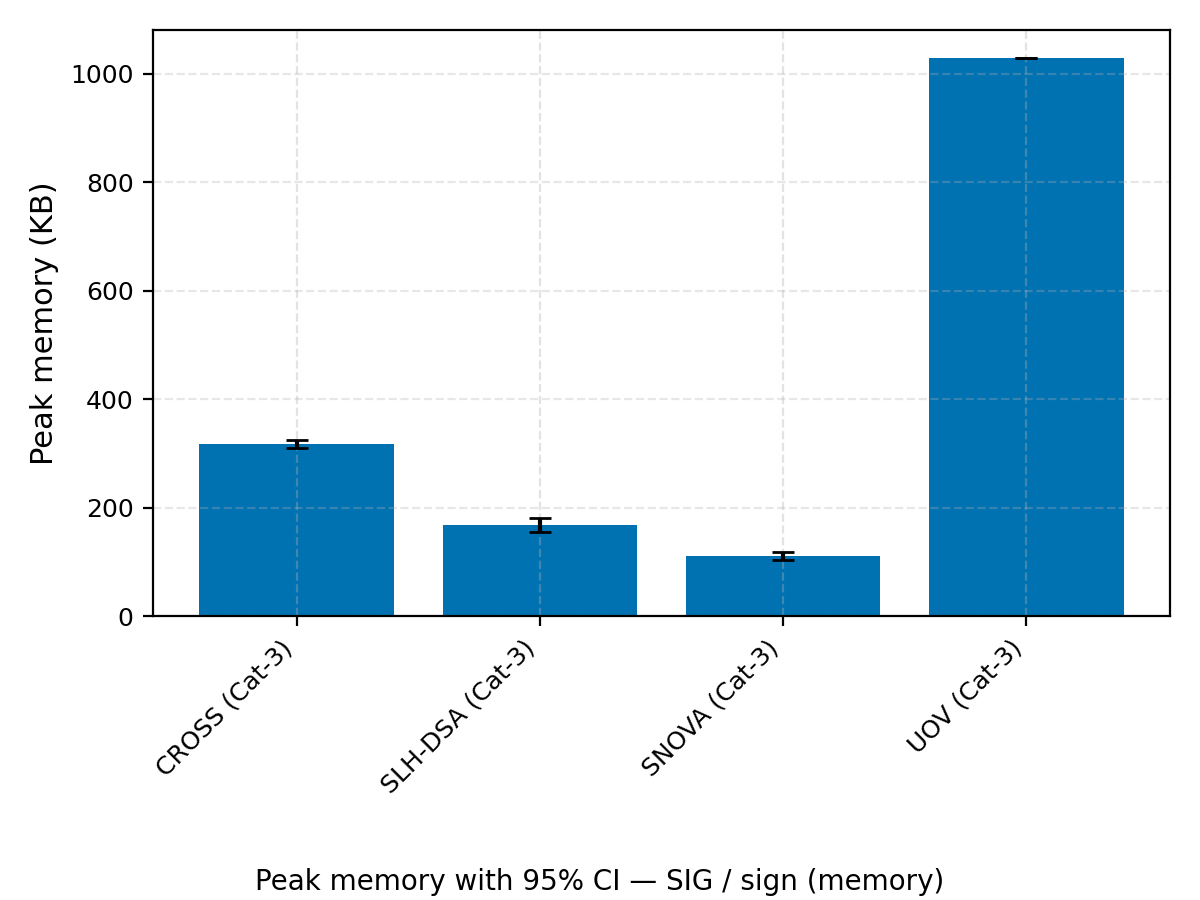 1000
800
600
400
200
0
Peak memory (KB)
CROSS (Cat-3)
SLH-DSA (Cat-3)
SNOVA (Cat-3)
UOV (Cat-3)
Peak memory with 95% CI — SIG / sign (memory)